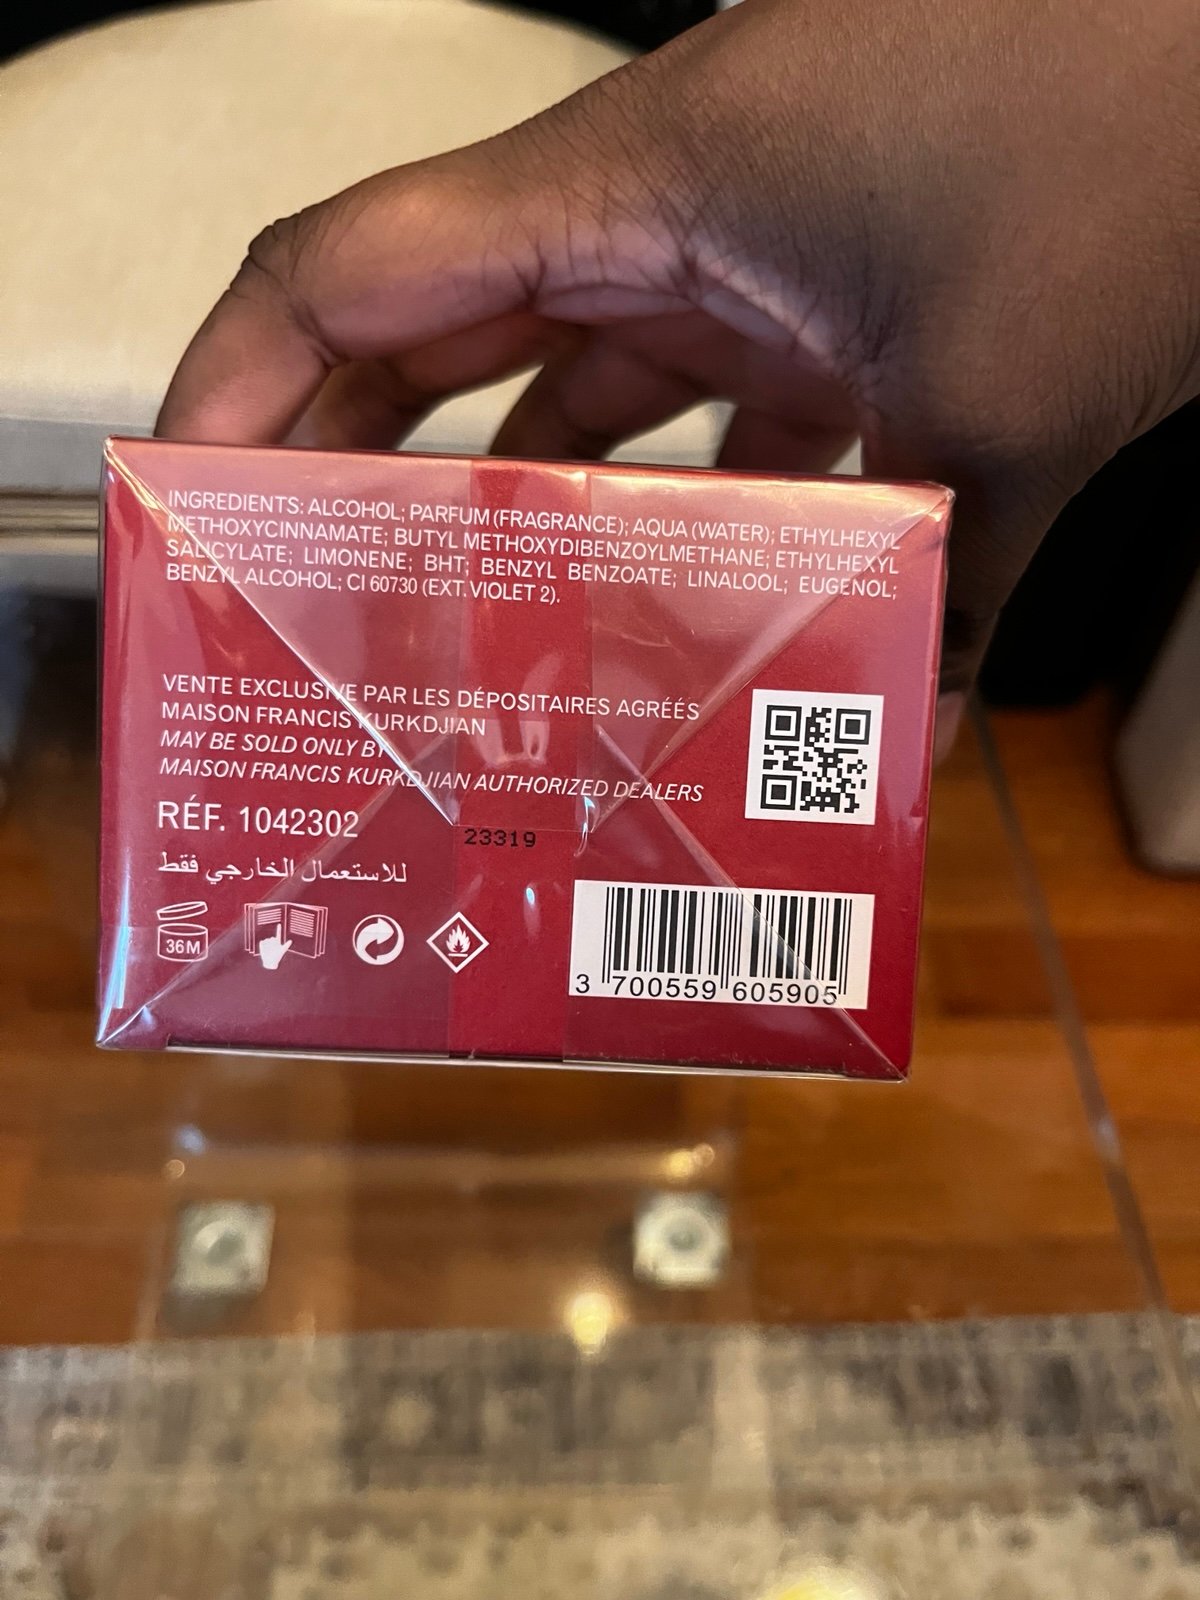 INGREDIENTS: ALCOHOL; PARFUM (FRAGRANCE); AQUA (WATER); ETHYLHEXYL
METHOXYCINNAMATE; BUTYL METHOXYDIBENZOYLMETHANE; ETHYLHEXYL
SALICYLATE; LIMONENE; BHT; BENZYL BENZOATE; LINALOOL; EUGENOL;
BENZYL ALCOHOL; CI 60730 (EXT. VIOLET 2).
VENTE EXCLUSIVE PAR LES DÉPOSITAIRES AGRÉÉS
MAISON FRANCIS KURKDJIAN
MAY BE SOLD ONLY BY
MAISON FRANCIS KURKDJIAN AUTHORIZED DEALERS
RÉF. 1042302
23319
للاستعمال الخارجي فقط
36M
3 700559 605905